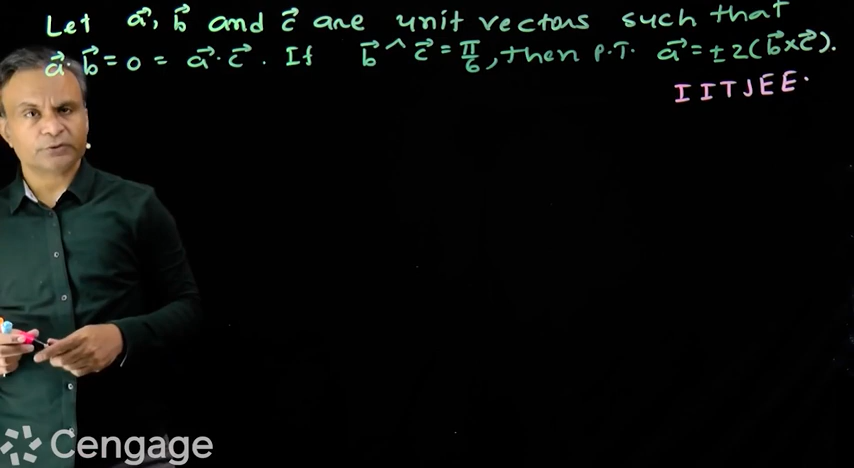 Let a⃗, b⃗ and c⃗ are unit vectors such that
a⃗·b⃗ = 0 = a⃗·c⃗. If b⃗ ^ c⃗ = π/6, then P.T. a⃗ = ±2(b⃗×c⃗).
IITJEE.
Cengage